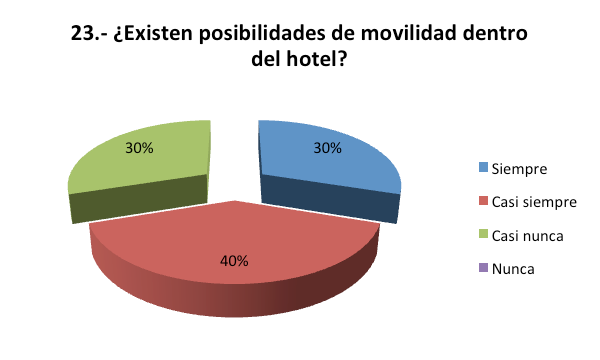 23.- ¿Existen posibilidades de movilidad dentro
del hotel?
30%
30%
40%
Siempre
Casi siempre
Casi nunca
Nunca